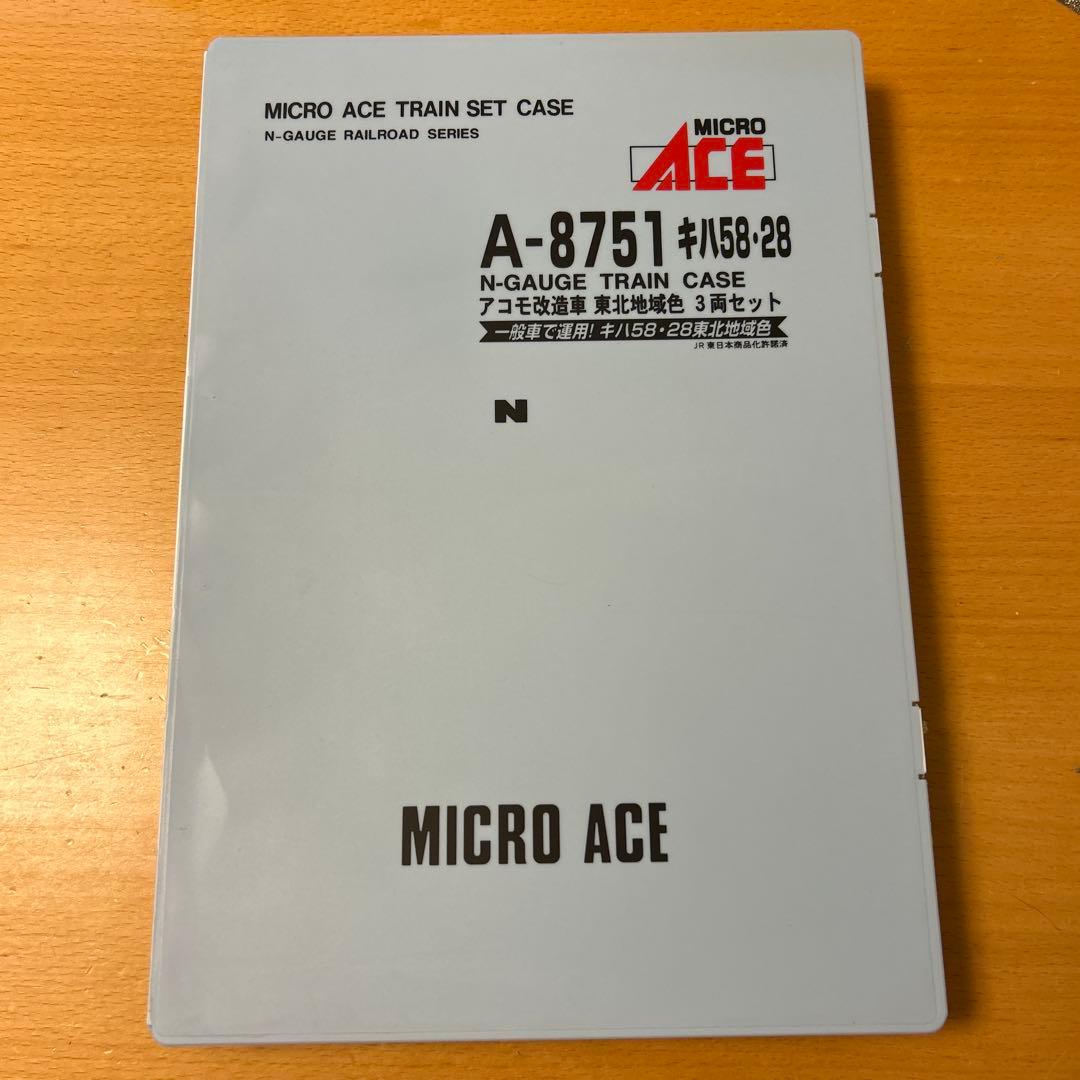 MICRO ACE TRAIN SET CASE
N-GAUGE RAILROAD SERIES
MICRO
ACE
A-8751 キハ58・28
N-GAUGE TRAIN CASE
アコモ改造車 東北地域色 3両セット
一般車で運用! キハ58・28東北地域色
JR東日本商品化許諾済
N
MICRO ACE